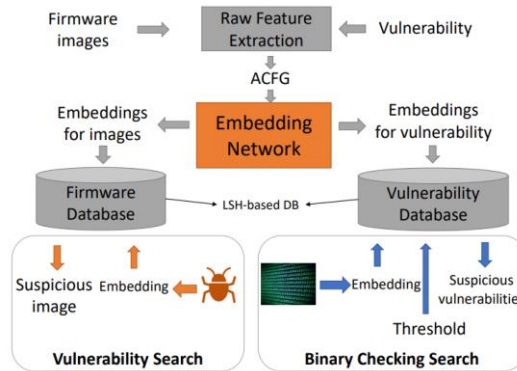 Firmware
images
Raw Feature
Extraction
Vulnerability
ACFG
Embeddings
for images
Embedding
Network
Embeddings
for vulnerability
Firmware
Database
LSH-based DB
Vulnerability
Database
Suspicious
image
Embedding
Vulnerability Search
Embedding
Threshold
Suspicious
vulnerabilitie
Binary Checking Search